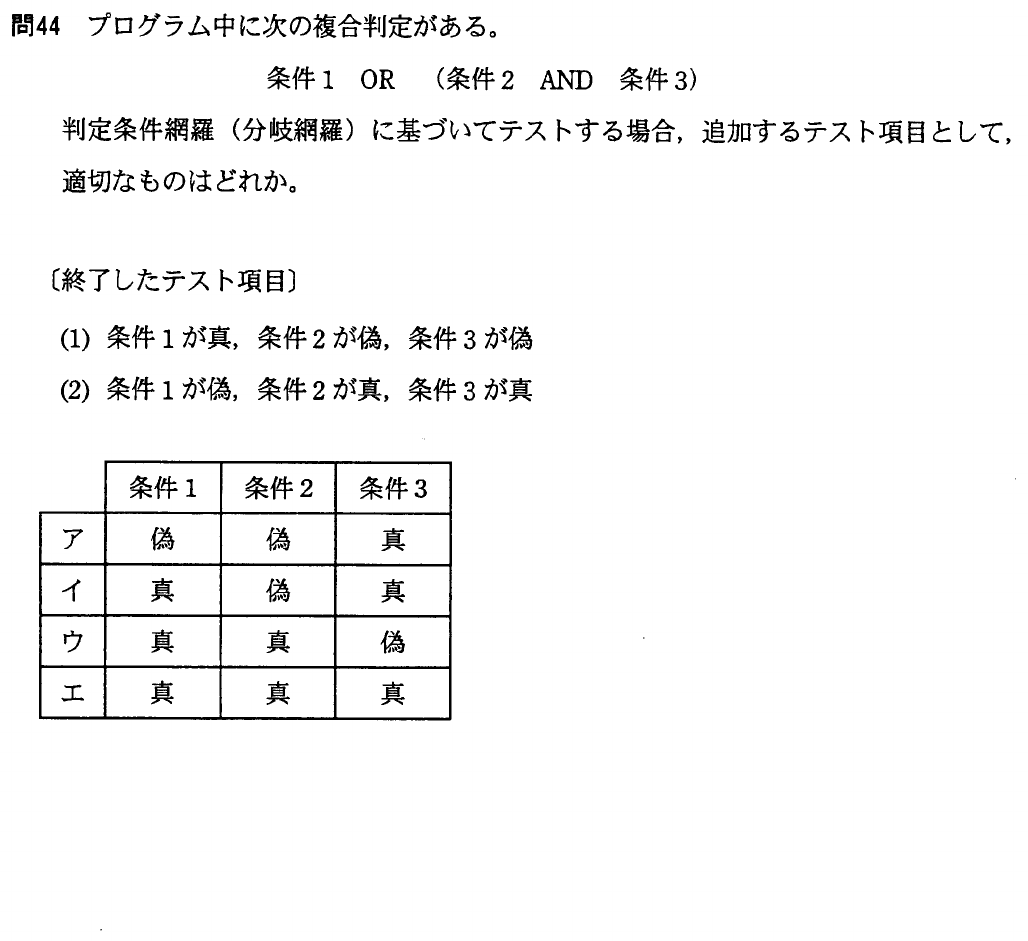 問44 プログラム中に次の複合判定がある。
条件1 OR (条件2 AND 条件3)
判定条件網羅(分岐網羅)に基づいてテストする場合,追加するテスト項目として,
適切なものはどれか。
〔終了したテスト項目〕
(1) 条件1が真,条件2が偽,条件3が偽
(2) 条件1が偽,条件2が真,条件3が真
条件1 条件2 条件3
ア 偽 偽 真
イ 真 偽 真
ウ 真 真 偽
エ 真 真 真